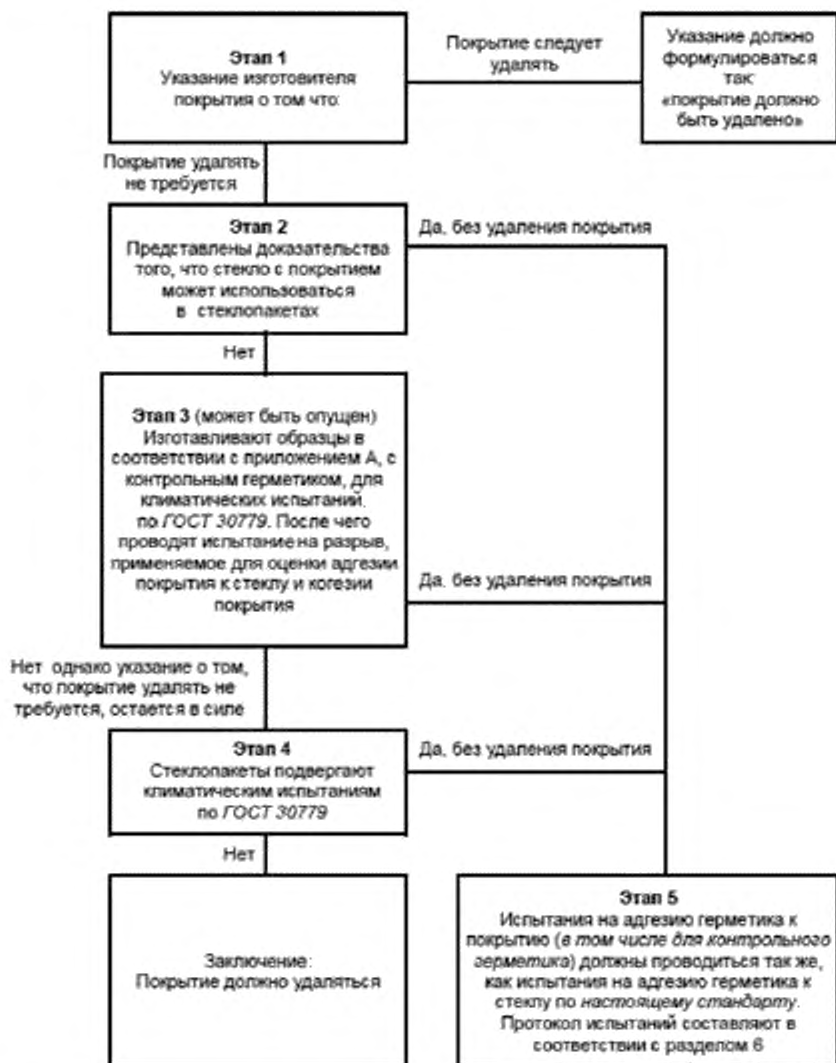 Этап 1
Указание изготовителя
покрытия о том что:
Покрытие следует
удалять
Указание должно
формулироваться
так:
«покрытие должно
быть удалено»
Покрытие удалять
не требуется
Этап 2
Представлены доказательства
того, что стекло с покрытием
может использоваться
в стеклопакетах
Да, без удаления покрытия
Нет
Этап 3 (может быть опущен)
Изготавливают образцы в
соответствии с приложением А, с
контрольным герметиком, для
климатических испытаний.
по ГОСТ 30779. После чего
проводят испытание на разрыв,
применяемое для оценки адгезии
покрытия к стеклу и когезии
покрытия
Да, без удаления покрытия
Нет однако указание о том,
что покрытие удалять не
требуется, остается в силе
Этап 4
Стеклопакеты подвергают
климатическим испытаниям
по ГОСТ 30779
Да, без удаления покрытия
Нет
Заключение:
Покрытие должно удаляться
Этап 5
Испытания на адгезию герметика к
покрытию (в том числе для контрольного
герметика) должны проводиться так же,
как испытания на адгезию герметика к
стеклу по настоящему стандарту.
Протокол испытаний составляют в
соответствии с разделом 6